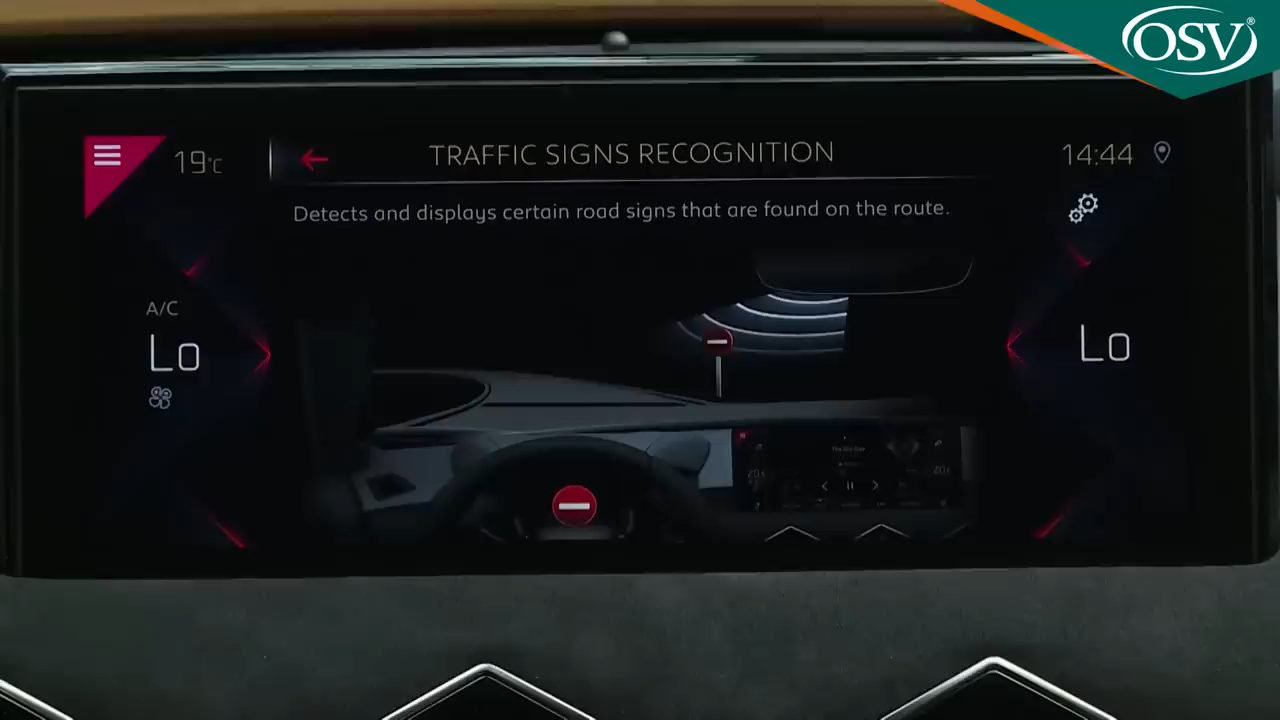 OSV®
19°C
TRAFFIC SIGNS RECOGNITION
14:44
Detects and displays certain road signs that are found on the route.
A/C
Lo
Lo